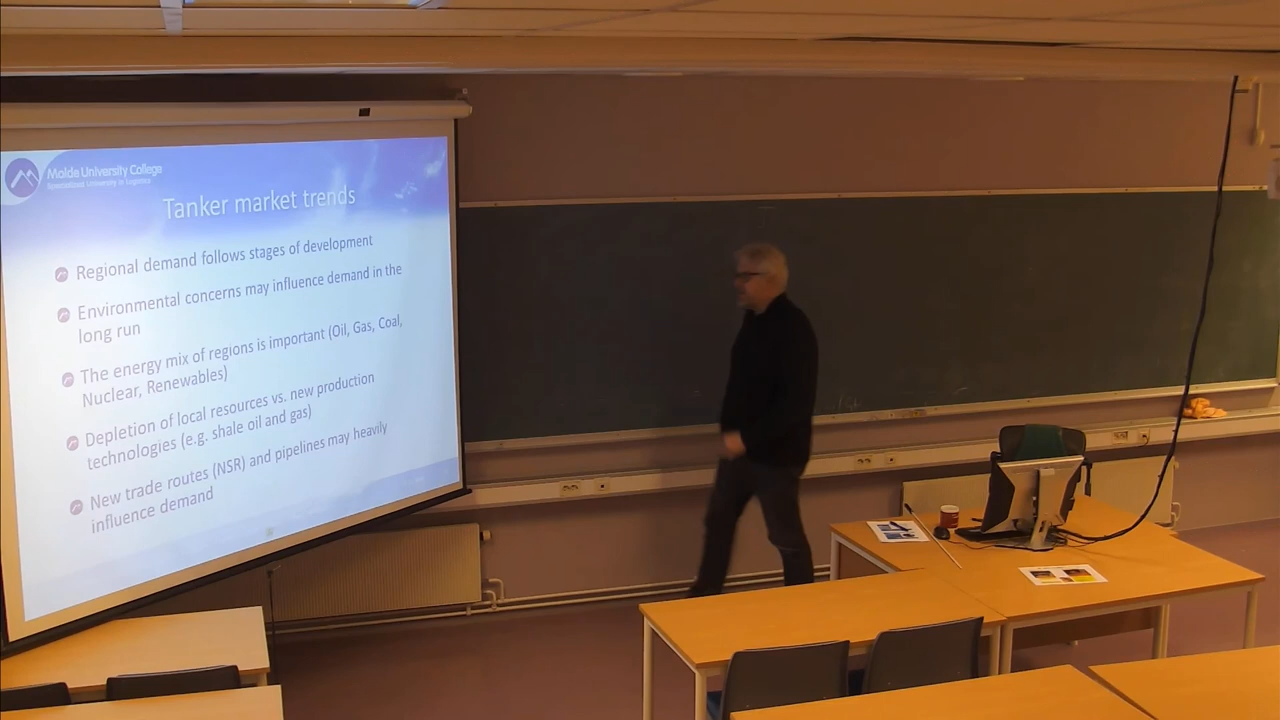 Molde University College
Specialized University in Logistics
Tanker market trends
Regional demand follows stages of development
Environmental concerns may influence demand in the
long run
The energy mix of regions is important (Oil, Gas, Coal,
Nuclear, Renewables)
Depletion of local resources vs. new production
technologies (e.g. shale oil and gas)
New trade routes (NSR) and pipelines may heavily
influence demand